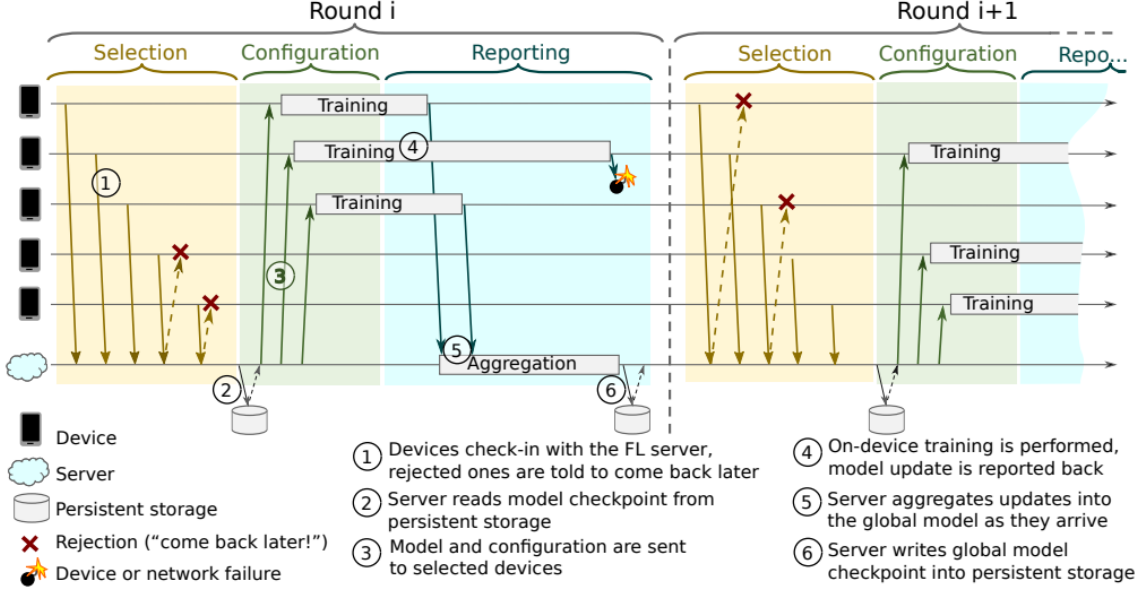 Round i
Round i+1
Selection
Configuration
Reporting
Selection
Configuration
Repo...
Training
Training
4
Training
1
3
Training
Training
Training
5
Aggregation
2
6
Device
Server
Persistent storage
Rejection (“come back later!”)
Device or network failure
1 Devices check-in with the FL server,
rejected ones are told to come back later
2 Server reads model checkpoint from
persistent storage
3 Model and configuration are sent
to selected devices
4 On-device training is performed,
model update is reported back
5 Server aggregates updates into
the global model as they arrive
6 Server writes global model
checkpoint into persistent storage